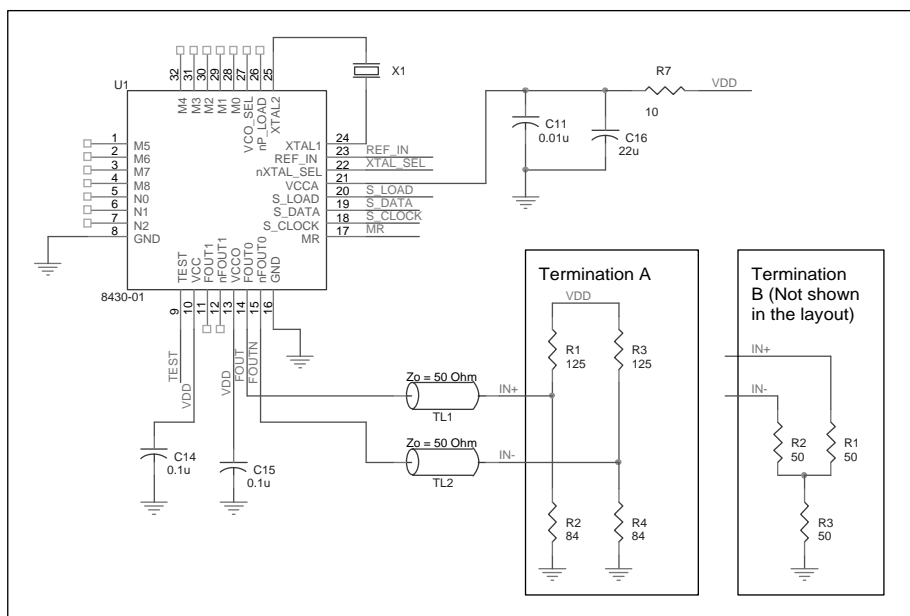 U1
32
31
30
29
28
27
26
25
M4
M3
M2
M1
M0
VCO_SEL
nP_LOAD
XTAL2
X1
R7
VDD
10
C11
0.01u
C16
22u
1
2
3
4
5
6
7
8
M5
M6
M7
M8
N0
N1
N2
GND
XTAL1
REF_IN
nXTAL_SEL
VCCA
S_LOAD
S_DATA
S_CLOCK
MR
24
23
22
21
20
19
18
17
REF_IN
XTAL_SEL
S_LOAD
S_DATA
S_CLOCK
MR
TEST
VCC
FOUT1
nFOUT1
VCCO
FOUT0
nFOUT0
GND
8430-01
9
10
11
12
13
14
15
16
TEST
VDD
VDD
FOUT
FOUTN
C14
0.1u
C15
0.1u
Zo = 50 Ohm
TL1
IN+
Zo = 50 Ohm
TL2
IN-
Termination A
VDD
R1
125
R3
125
R2
84
R4
84
Termination
B (Not shown
in the layout)
IN+
IN-
R2
50
R1
50
R3
50